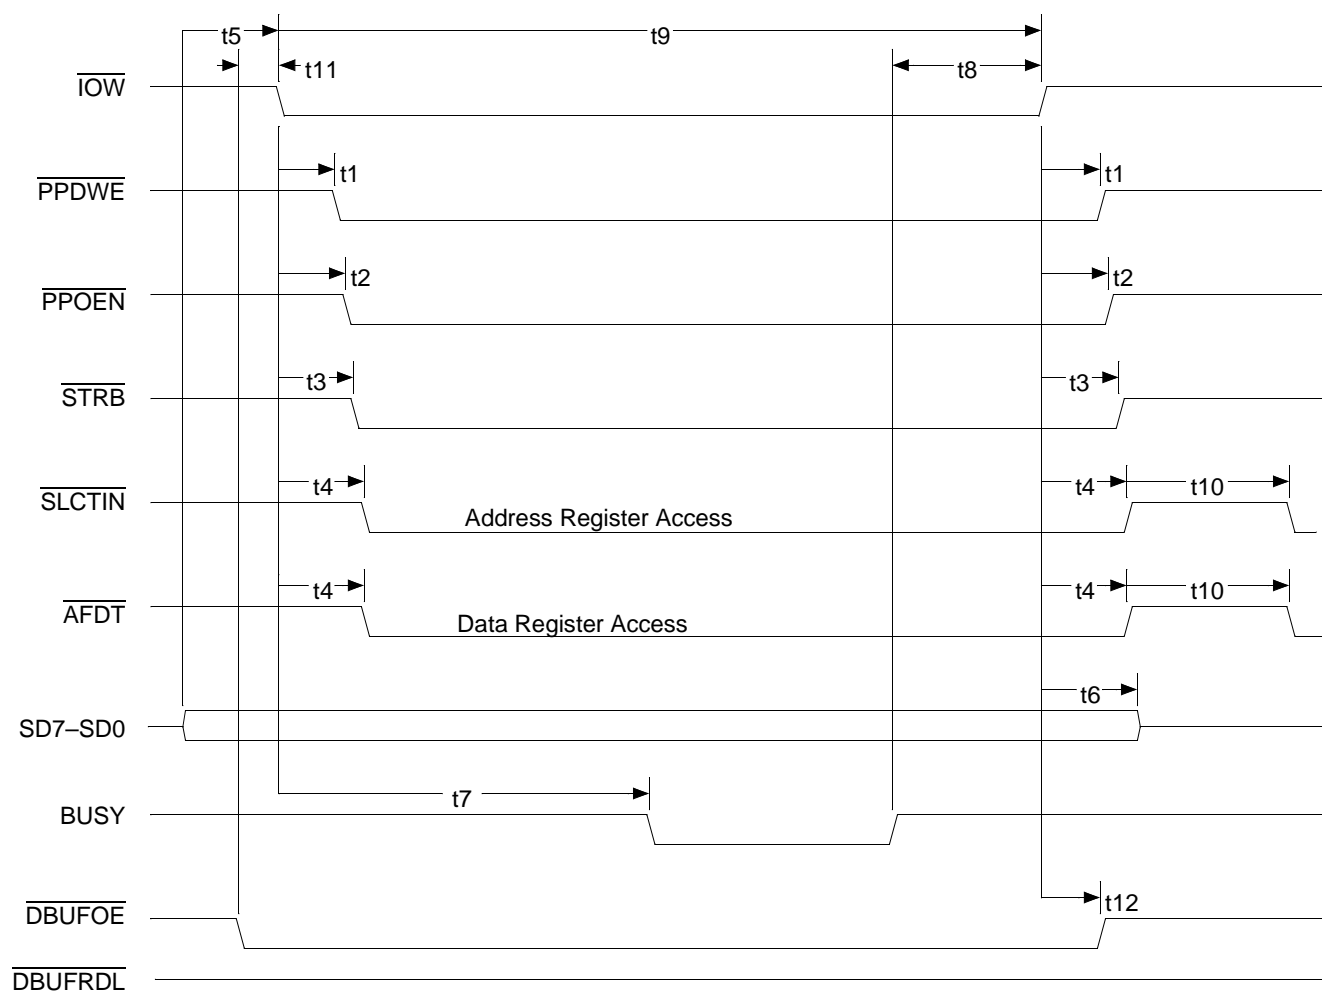 t5
t9
t11
t8
IOW
t1
t1
PPDWE
t2
t2
PPOEN
t3
t3
STRB
t4
t4
t10
SLCTIN
Address Register Access
t4
t4
t10
AFDT
Data Register Access
t6
SD7–SD0
t7
BUSY
t12
DBUFOE
DBUFRDL